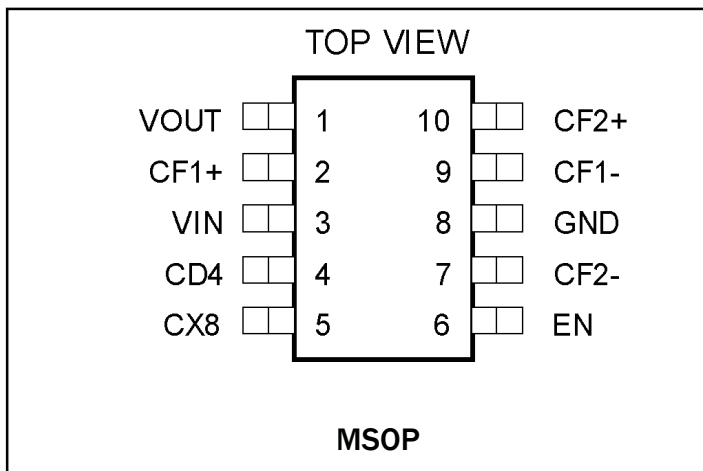 TOP VIEW
VOUT 1 10 CF2+
CF1+ 2 9 CF1-
VIN 3 8 GND
CD4 4 7 CF2-
CX8 5 6 EN
MSOP